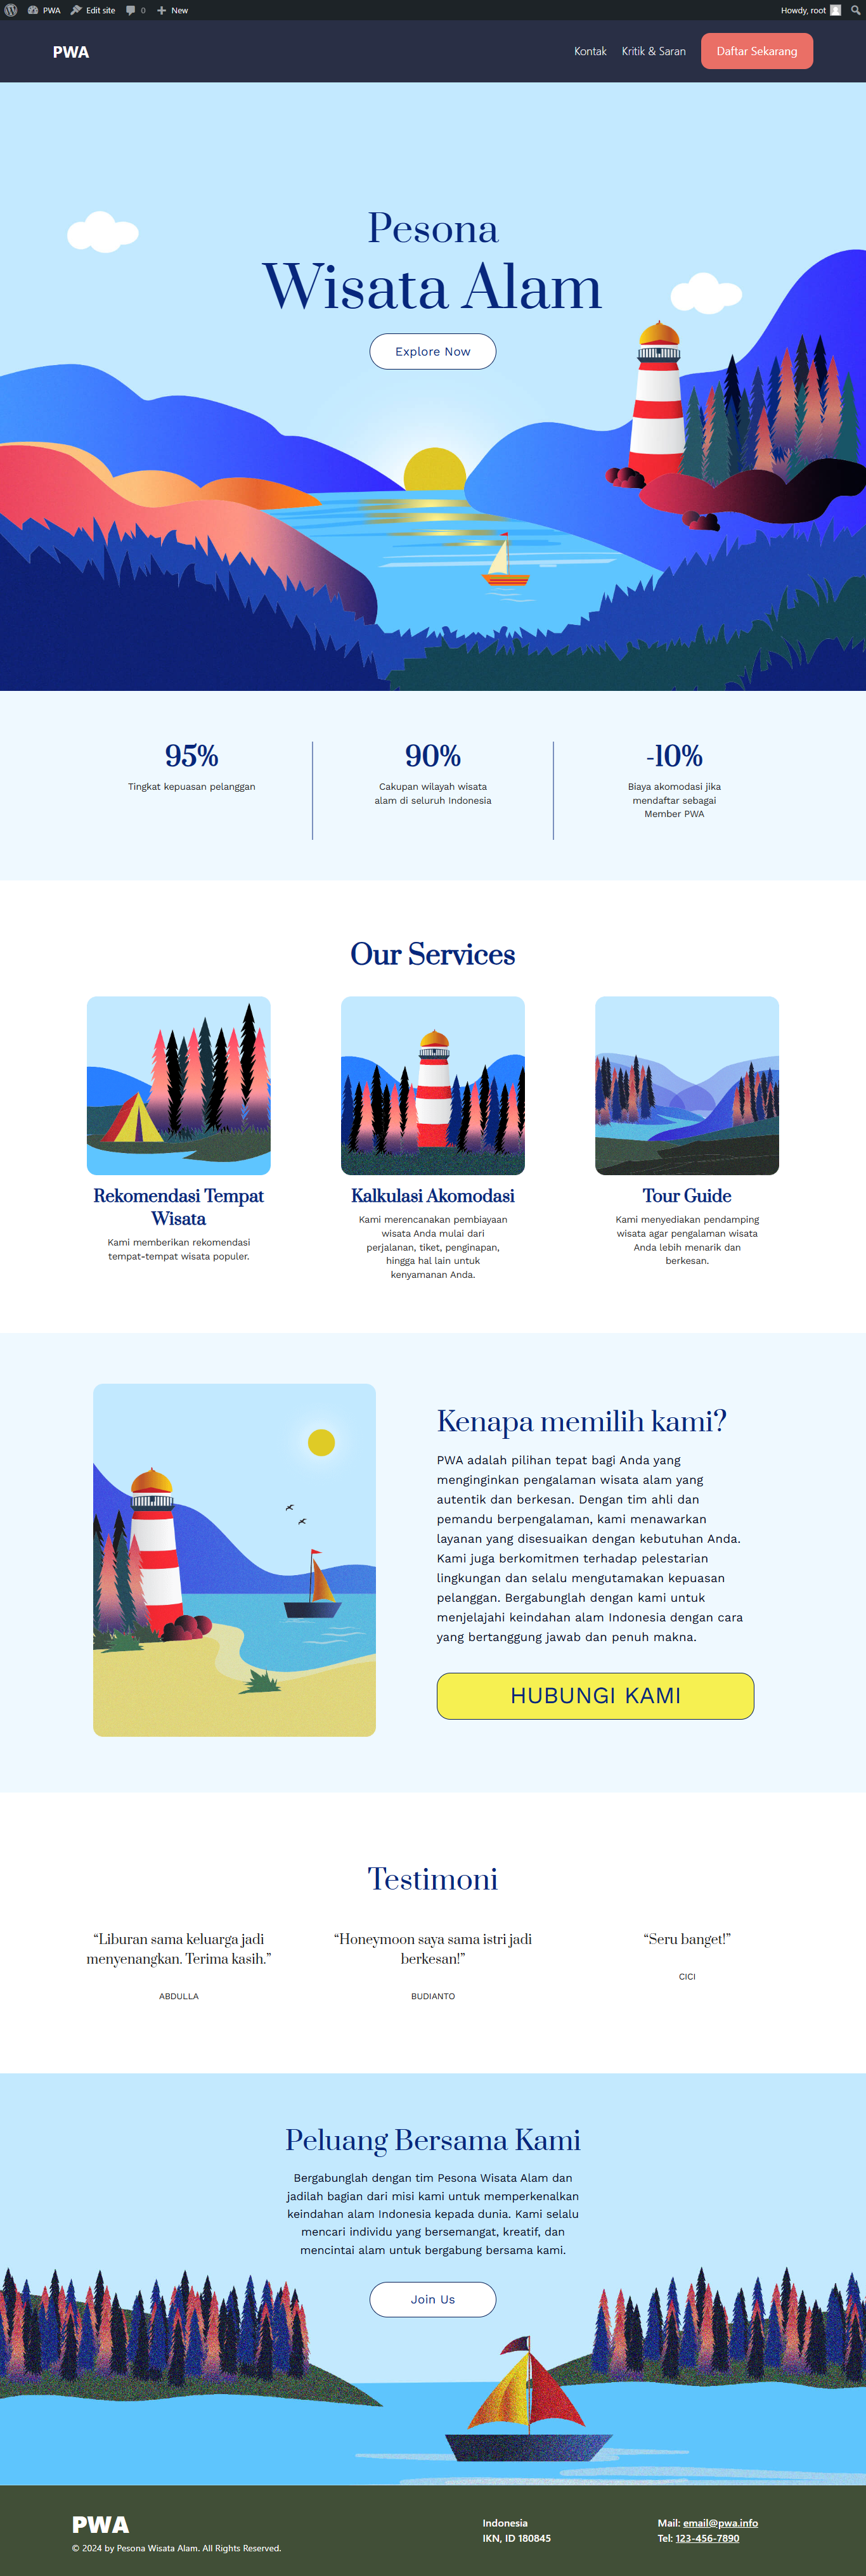 PWA
Edit site
0
New
Howdy, root
PWA
Kontak
Kritik & Saran
Daftar Sekarang
Pesona
Wisata Alam
Explore Now
95%
Tingkat kepuasan pelanggan
90%
Cakupan wilayah wisata
alam di seluruh Indonesia
-10%
Biaya akomodasi jika
mendaftar sebagai
Member PWA
Our Services
Rekomendasi Tempat
Wisata
Kami memberikan rekomendasi
tempat-tempat wisata populer.
Kalkulasi Akomodasi
Kami merencanakan pembiayaan
wisata Anda mulai dari
perjalanan, tiket, penginapan,
hingga hal lain untuk
kenyamanan Anda.
Tour Guide
Kami menyediakan pendamping
wisata agar pengalaman wisata
Anda lebih menarik dan
berkesan.
Kenapa memilih kami?
PWA adalah pilihan tepat bagi Anda yang
menginginkan pengalaman wisata alam yang
autentik dan berkesan. Dengan tim ahli dan
pemandu berpengalaman, kami menawarkan
layanan yang disesuaikan dengan kebutuhan Anda.
Kami juga berkomitmen terhadap pelestarian
lingkungan dan selalu mengutamakan kepuasan
pelanggan. Bergabunglah dengan kami untuk
menjelajahi keindahan alam Indonesia dengan cara
yang bertanggung jawab dan penuh makna.
HUBUNGI KAMI
Testimoni
“Liburan sama keluarga jadi
menyenangkan. Terima kasih.”
ABDULLA
“Honeymoon saya sama istri jadi
berkesan!”
BUDIANTO
“Seru banget!”
CICI
Peluang Bersama Kami
Bergabunglah dengan tim Pesona Wisata Alam dan
jadilah bagian dari misi kami untuk memperkenalkan
keindahan alam Indonesia kepada dunia. Kami selalu
mencari individu yang bersemangat, kreatif, dan
mencintai alam untuk bergabung bersama kami.
Join Us
PWA
© 2024 by Pesona Wisata Alam. All Rights Reserved.
Indonesia
IKN, ID 180845
Mail: email@pwa.info
Tel: 123-456-7890